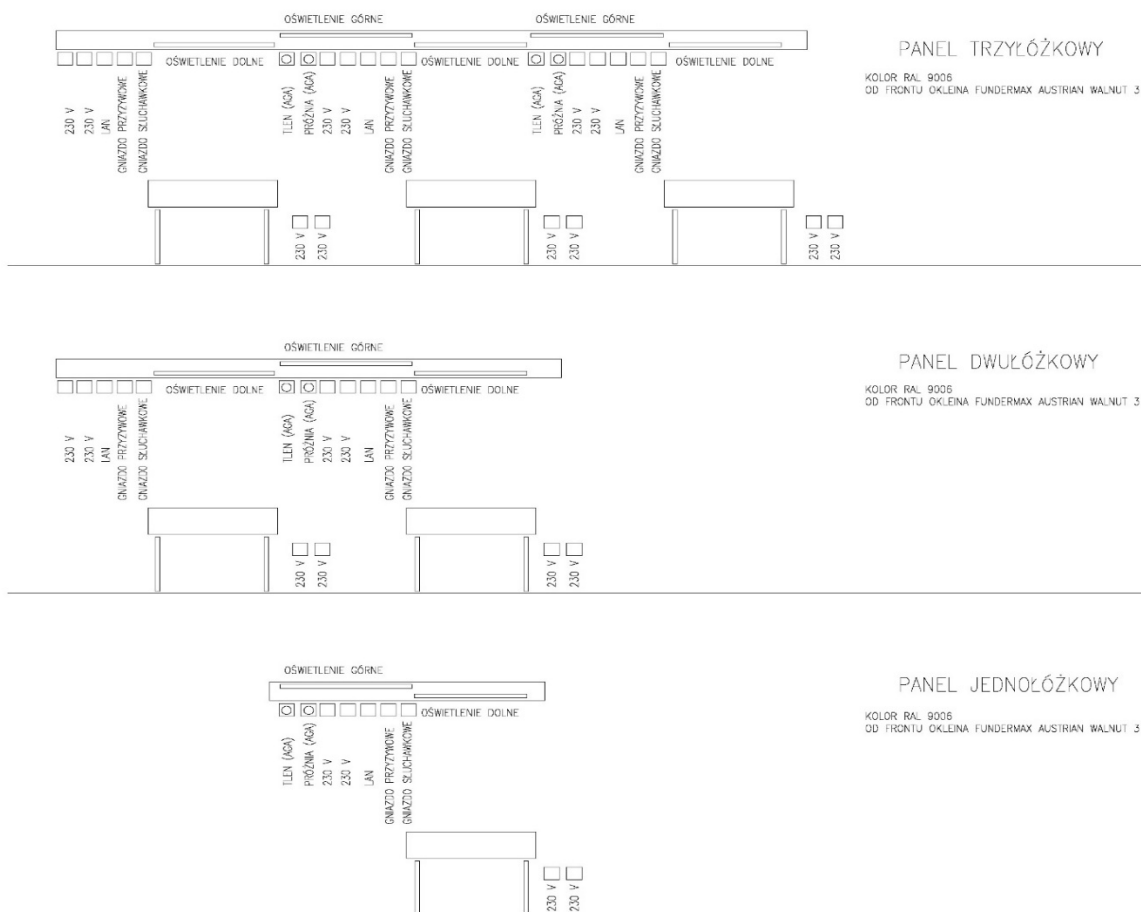 OŚWIETLENIE GÓRNE
OŚWIETLENIE GÓRNE
PANEL TRZYŁÓŻKOWY
OŚWIETLENIE DOLNE
OŚWIETLENIE DOLNE
OŚWIETLENIE DOLNE
KOLOR RAL 9006
OD FRONTU OKLEINA FUNDERMAX AUSTRIAN WALNUT 3
230 V
230 V
LAN
GNIAZDO PRZYZYWOWE
GNIAZDO SŁUCHAWKOWE
TLEN (AGA)
PRÓŻNIA (AGA)
230 V
230 V
LAN
GNIAZDO PRZYZYWOWE
GNIAZDO SŁUCHAWKOWE
TLEN (AGA)
PRÓŻNIA (AGA)
230 V
230 V
LAN
GNIAZDO PRZYZYWOWE
GNIAZDO SŁUCHAWKOWE
230 V
230 V
230 V
230 V
230 V
230 V
OŚWIETLENIE GÓRNE
PANEL DWUŁÓŻKOWY
OŚWIETLENIE DOLNE
OŚWIETLENIE DOLNE
KOLOR RAL 9006
OD FRONTU OKLEINA FUNDERMAX AUSTRIAN WALNUT 3
230 V
230 V
LAN
GNIAZDO PRZYZYWOWE
GNIAZDO SŁUCHAWKOWE
TLEN (AGA)
PRÓŻNIA (AGA)
230 V
230 V
LAN
GNIAZDO PRZYZYWOWE
GNIAZDO SŁUCHAWKOWE
230 V
230 V
230 V
230 V
OŚWIETLENIE GÓRNE
PANEL JEDNOŁÓŻKOWY
OŚWIETLENIE DOLNE
KOLOR RAL 9006
OD FRONTU OKLEINA FUNDERMAX AUSTRIAN WALNUT 3
TLEN (AGA)
PRÓŻNIA (AGA)
230 V
230 V
LAN
GNIAZDO PRZYZYWOWE
GNIAZDO SŁUCHAWKOWE
230 V
230 V